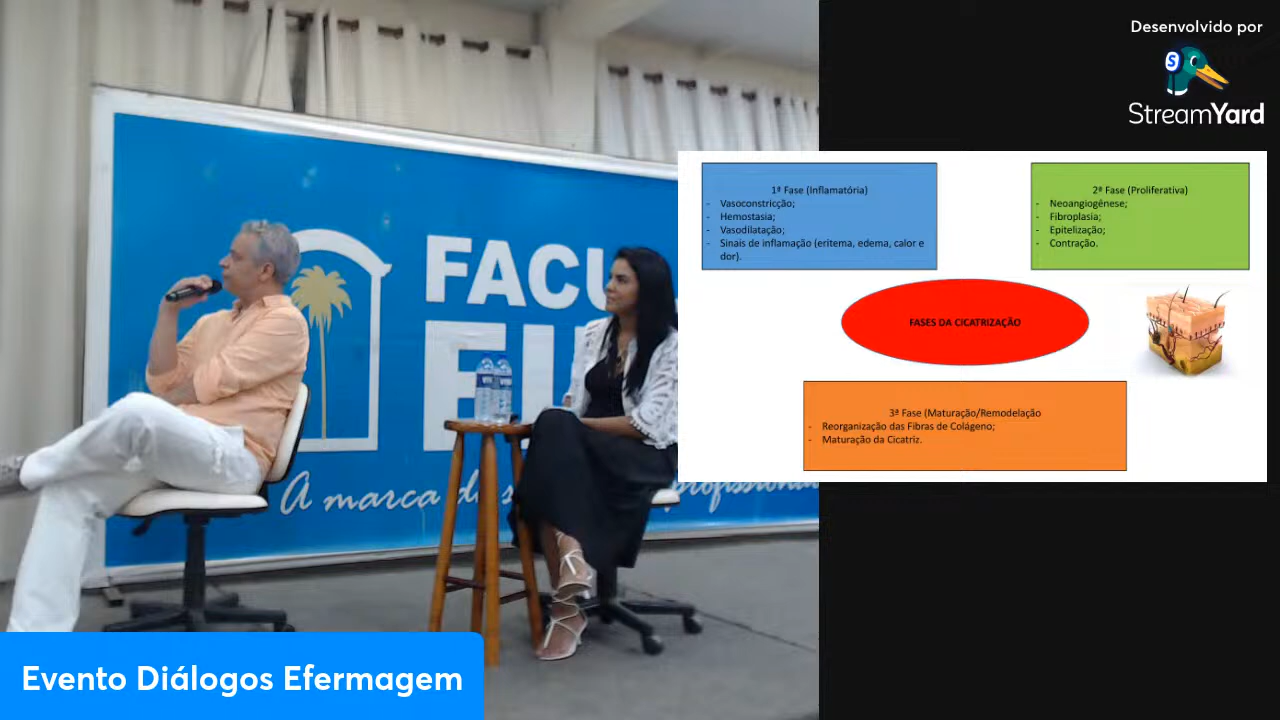 Desenvolvido por
StreamYard
1ª Fase (Inflamatória)
- Vasoconstricção;
- Hemostasia;
- Vasodilatação;
- Sinais de inflamação (eritema, edema, calor e
dor).
2ª Fase (Proliferativa)
- Neoangiogênese;
- Fibroplasia;
- Epitelização;
- Contração.
FASES DA CICATRIZAÇÃO
3ª Fase (Maturação/Remodelação
- Reorganização das Fibras de Colágeno;
- Maturação da Cicatriz.
FACU
A marca
profissiona
Evento Diálogos Efermagem